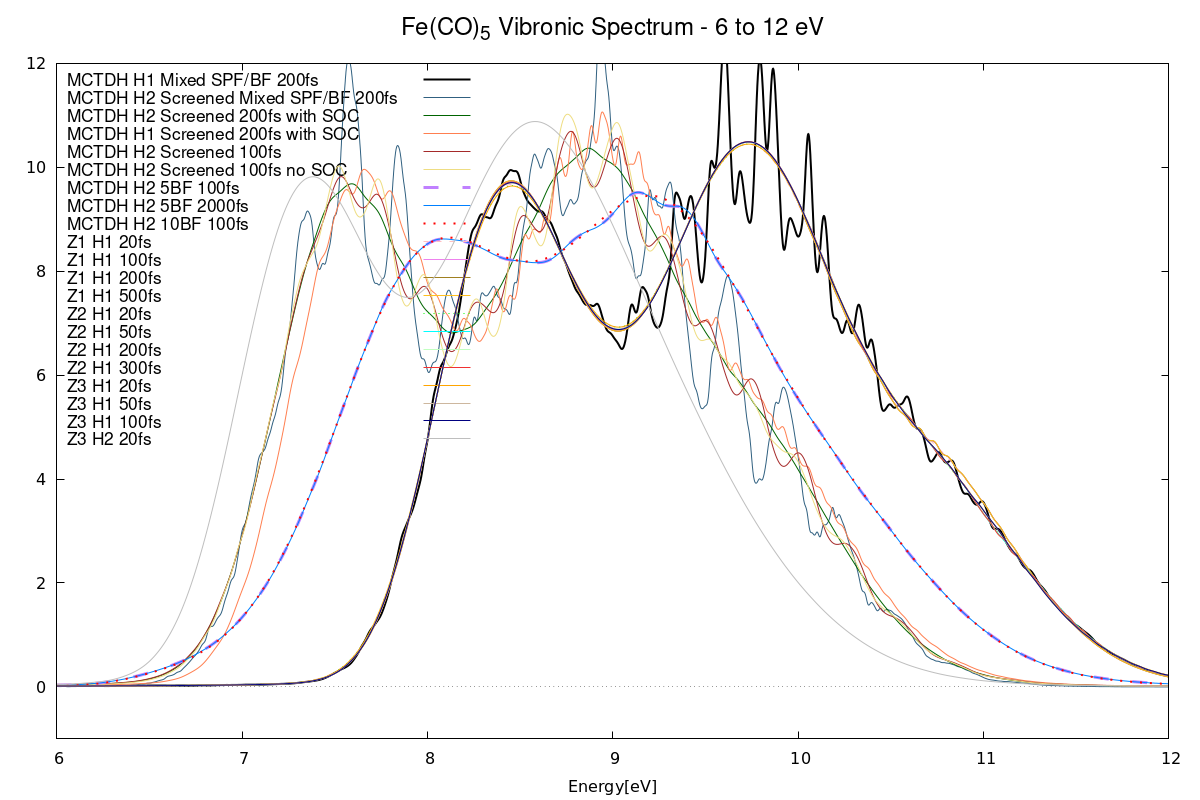 Fe(CO)5 Vibronic Spectrum - 6 to 12 eV
12
10
8
6
4
2
0
MCTDH H1 Mixed SPF/BF 200fs
MCTDH H2 Screened Mixed SPF/BF 200fs
MCTDH H2 Screened 200fs with SOC
MCTDH H1 Screened 200fs with SOC
MCTDH H2 Screened 100fs
MCTDH H2 Screened 100fs no SOC
MCTDH H2 5BF 100fs
MCTDH H2 5BF 2000fs
MCTDH H2 10BF 100fs
Z1 H1 20fs
Z1 H1 100fs
Z1 H1 200fs
Z1 H1 500fs
Z2 H1 20fs
Z2 H1 50fs
Z2 H1 200fs
Z2 H1 300fs
Z3 H1 20fs
Z3 H1 50fs
Z3 H1 100fs
Z3 H2 20fs
6 7 8 9 10 11 12
Energy[eV]